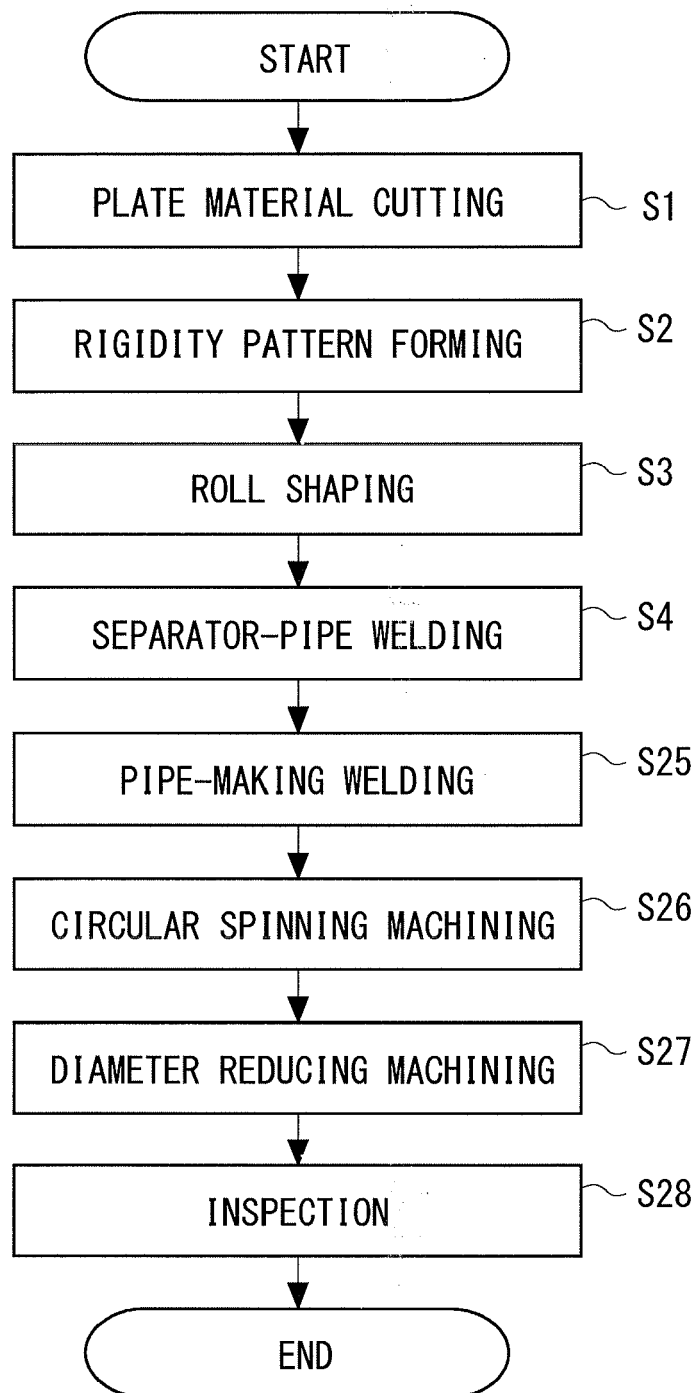 START
PLATE MATERIAL CUTTING
S1
RIGIDITY PATTERN FORMING
S2
ROLL SHAPING
S3
SEPARATOR-PIPE WELDING
S4
PIPE-MAKING WELDING
S25
CIRCULAR SPINNING MACHINING
S26
DIAMETER REDUCING MACHINING
S27
INSPECTION
S28
END